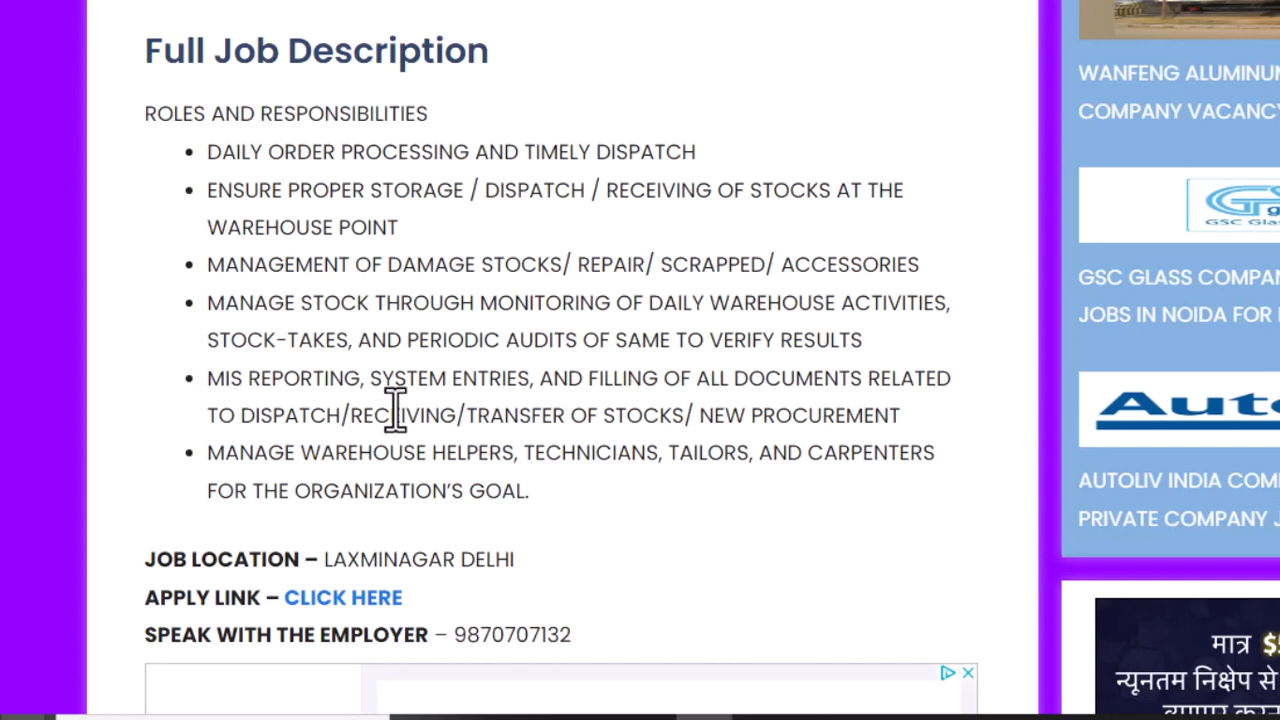 Full Job Description
ROLES AND RESPONSIBILITIES
DAILY ORDER PROCESSING AND TIMELY DISPATCH
ENSURE PROPER STORAGE / DISPATCH / RECEIVING OF STOCKS AT THE
WAREHOUSE POINT
MANAGEMENT OF DAMAGE STOCKS/ REPAIR/ SCRAPPED/ ACCESSORIES
MANAGE STOCK THROUGH MONITORING OF DAILY WAREHOUSE ACTIVITIES,
STOCK-TAKES, AND PERIODIC AUDITS OF SAME TO VERIFY RESULTS
MIS REPORTING, SYSTEM ENTRIES, AND FILLING OF ALL DOCUMENTS RELATED
TO DISPATCH/RECEIVING/TRANSFER OF STOCKS/ NEW PROCUREMENT
MANAGE WAREHOUSE HELPERS, TECHNICIANS, TAILORS, AND CARPENTERS
FOR THE ORGANIZATION’S GOAL.
JOB LOCATION – LAXMINAGAR DELHI
APPLY LINK – CLICK HERE
SPEAK WITH THE EMPLOYER – 9870707132
WANFENG
COMPANY
GSC Glas
GSC GLASS
JOBS IN NOIDA FOR
Auto
AUTOLIV INDIA
PRIVATE COMPANY
मात्र
न्यूनतम निक्षेप से